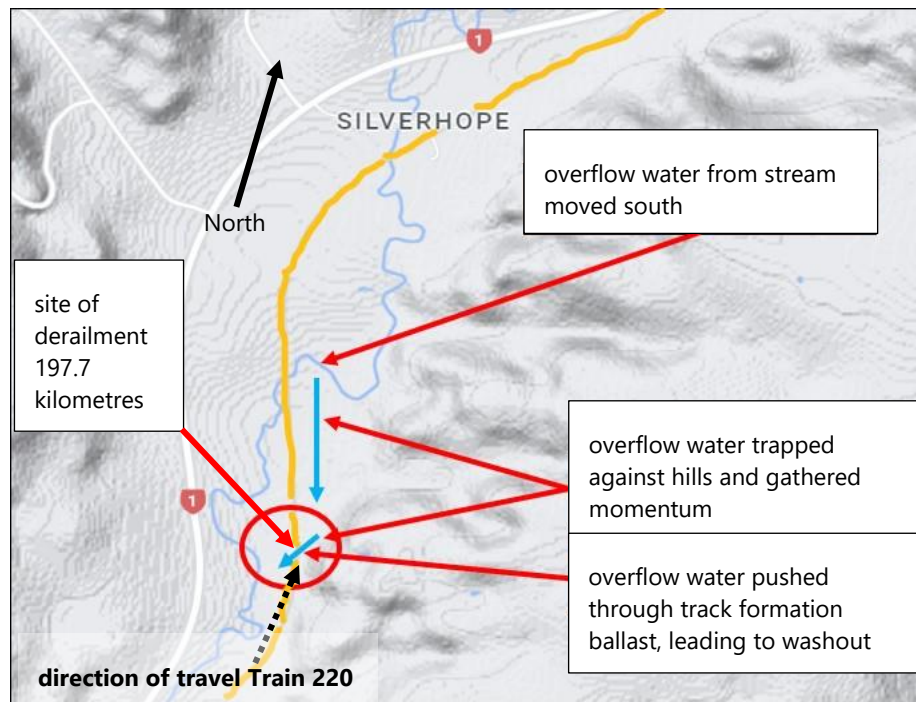 1
SILVERHOPE
North
overflow water from stream
moved south
site of
derailment
197.7
kilometres
overflow water trapped
against hills and gathered
momentum
1
overflow water pushed
through track formation
ballast, leading to washout
direction of travel Train 220